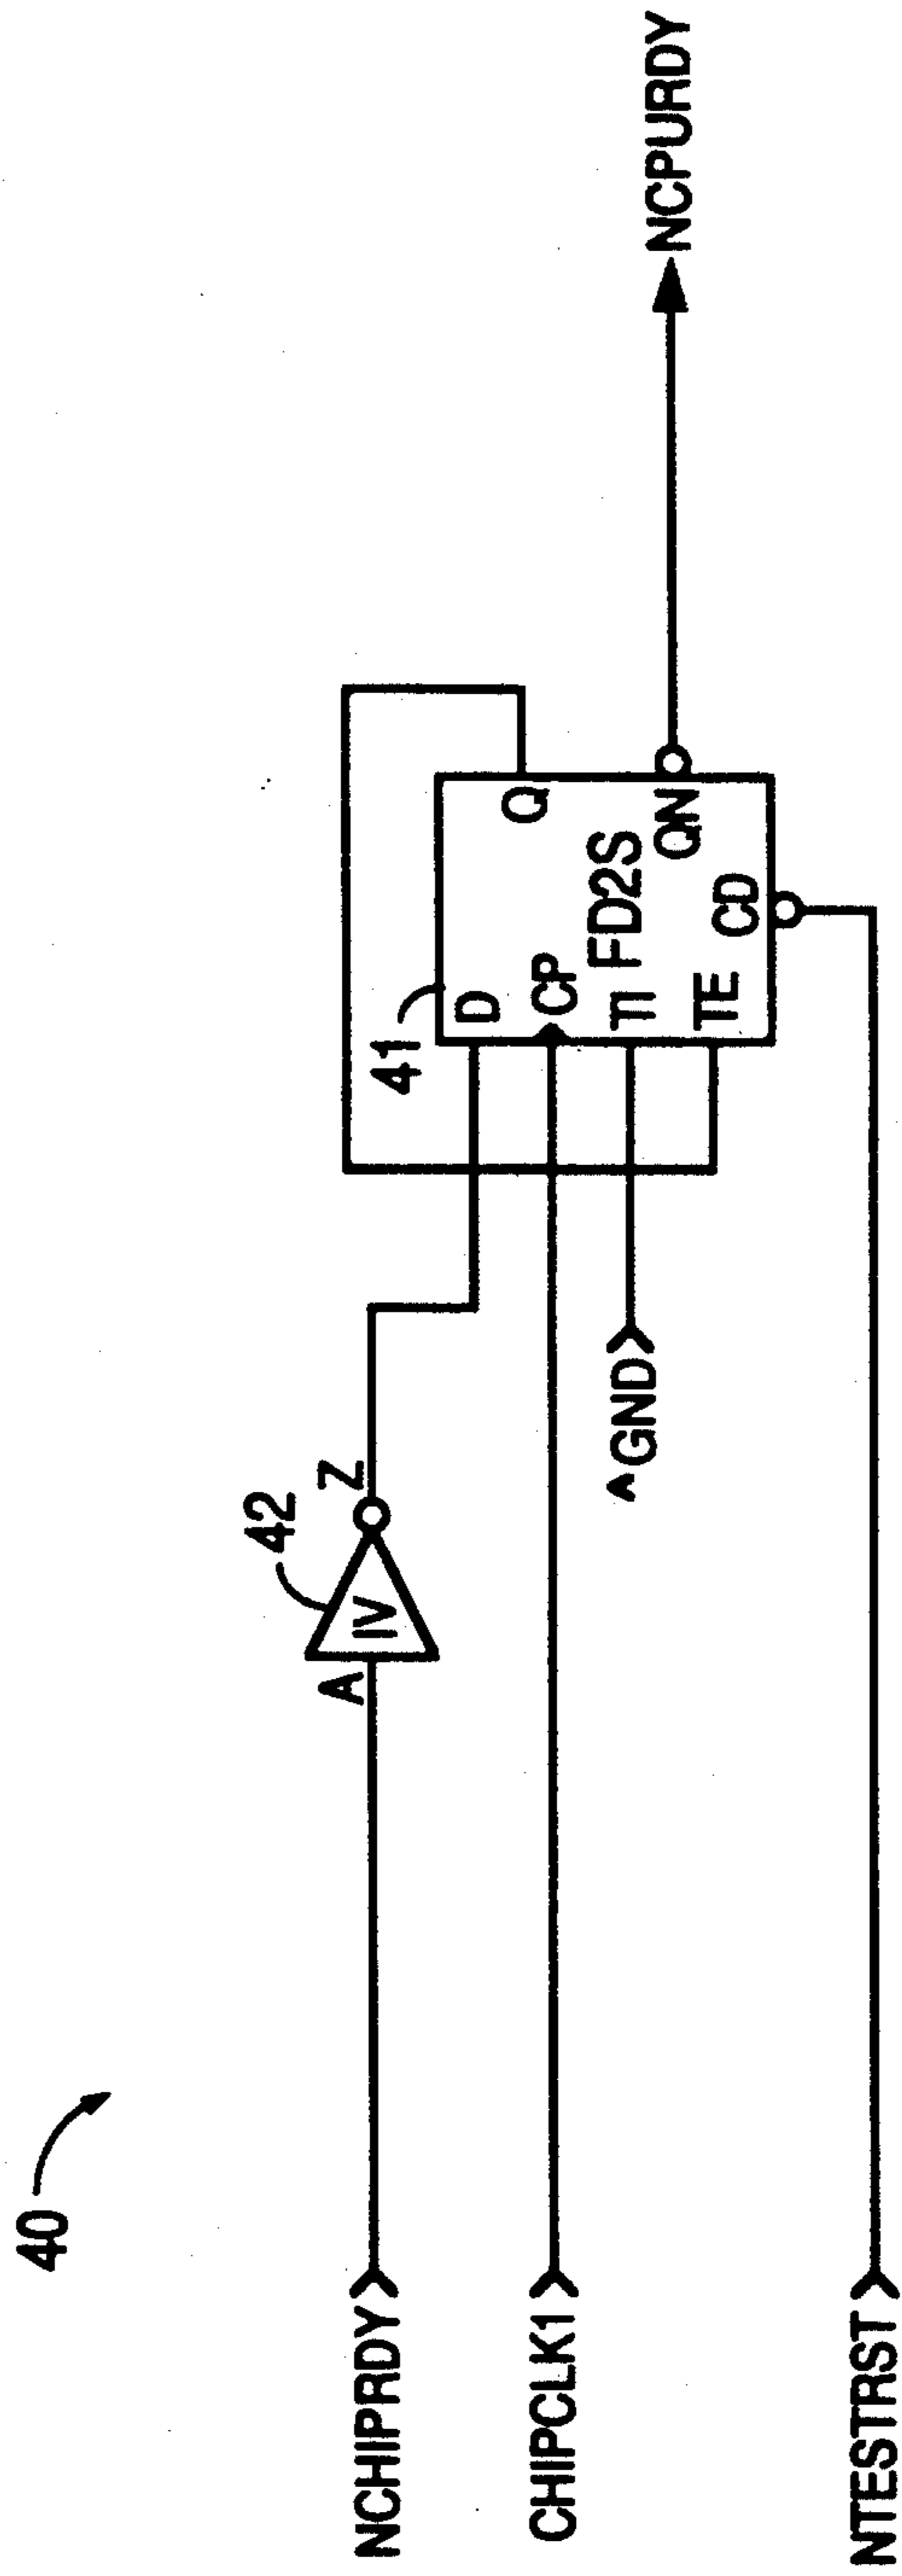 40
42
A
IV
Z
41
D
Q
CP
FD2S
TI
QN
TE
CD
NCHIPRDY
CHIPCLK1
^GND
NCPURDY
NTESTRST